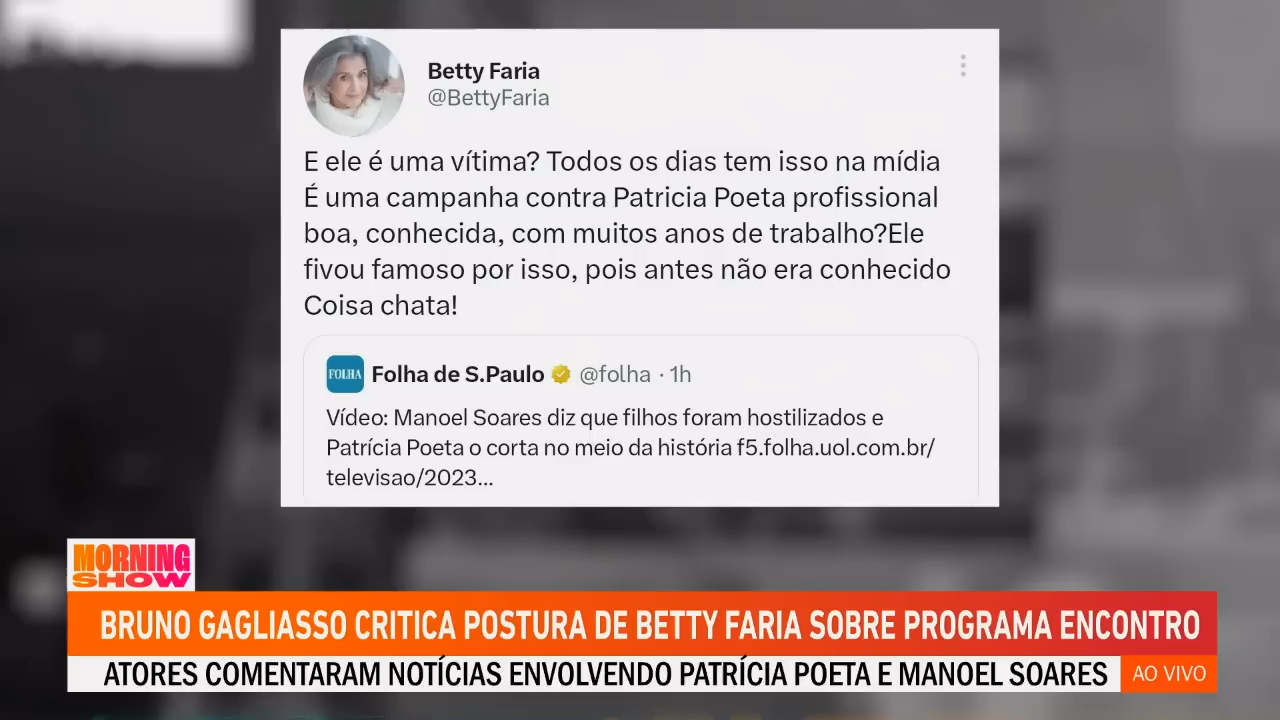 Betty Faria
@BettyFaria
E ele é uma vítima? Todos os dias tem isso na mídia
É uma campanha contra Patricia Poeta profissional
boa, conhecida, com muitos anos de trabalho?Ele
fivou famoso por isso, pois antes não era conhecido
Coisa chata!
FOLHA
Folha de S.Paulo @folha · 1h
Vídeo: Manoel Soares diz que filhos foram hostilizados e
Patrícia Poeta o corta no meio da história f5.folha.uol.com.br/
televisao/2023...
MORNING
SHOW
BRUNO GAGLIASSO CRITICA POSTURA DE BETTY FARIA SOBRE PROGRAMA ENCONTRO
ATORES COMENTARAM NOTÍCIAS ENVOLVENDO PATRÍCIA POETA E MANOEL SOARES AO VIVO